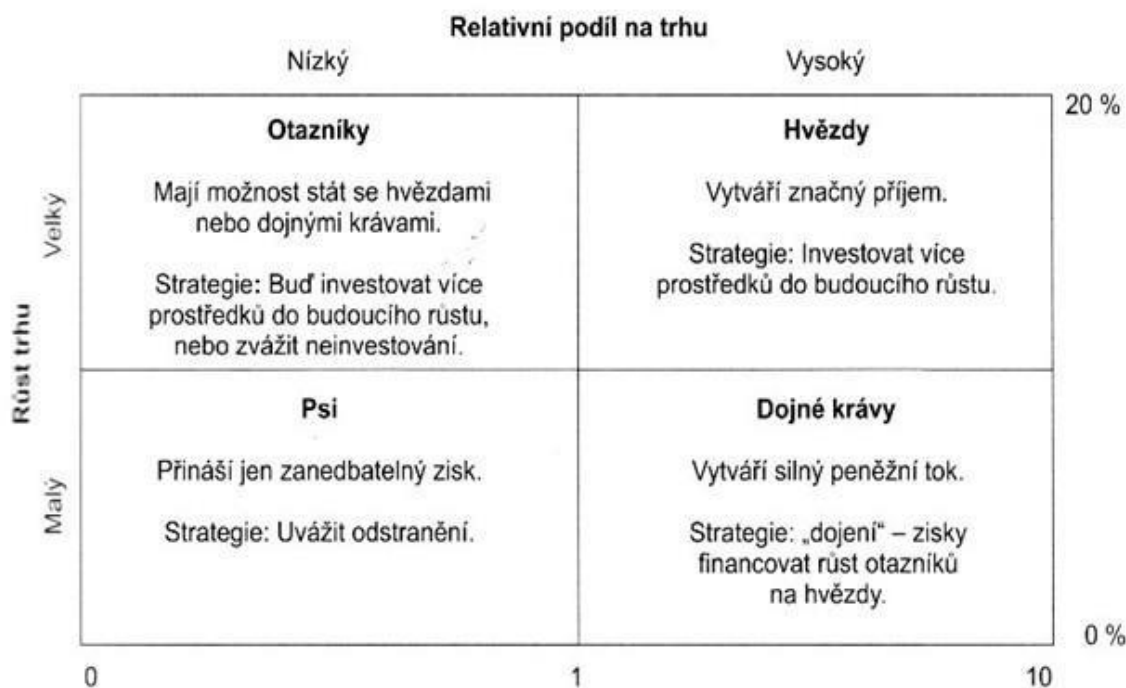 Relativní podíl na trhu
Nízký
Vysoký
20 %
Otazníky
Mají možnost stát se hvězdami
nebo dojnými krávami.
Strategie: Buď investovat více
prostředků do budoucího růstu,
nebo zvážit neinvestování.
Hvězdy
Vytváří značný příjem.
Strategie: Investovat více
prostředků do budoucího růstu.
Růst trhu
Velký
Malý
Psi
Přináší jen zanedbatelný zisk.
Strategie: Uvážit odstranění.
Dojné krávy
Vytváří silný peněžní tok.
Strategie: „dojení“ – zisky
financovat růst otazníků
na hvězdy.
0 %
0
1
10